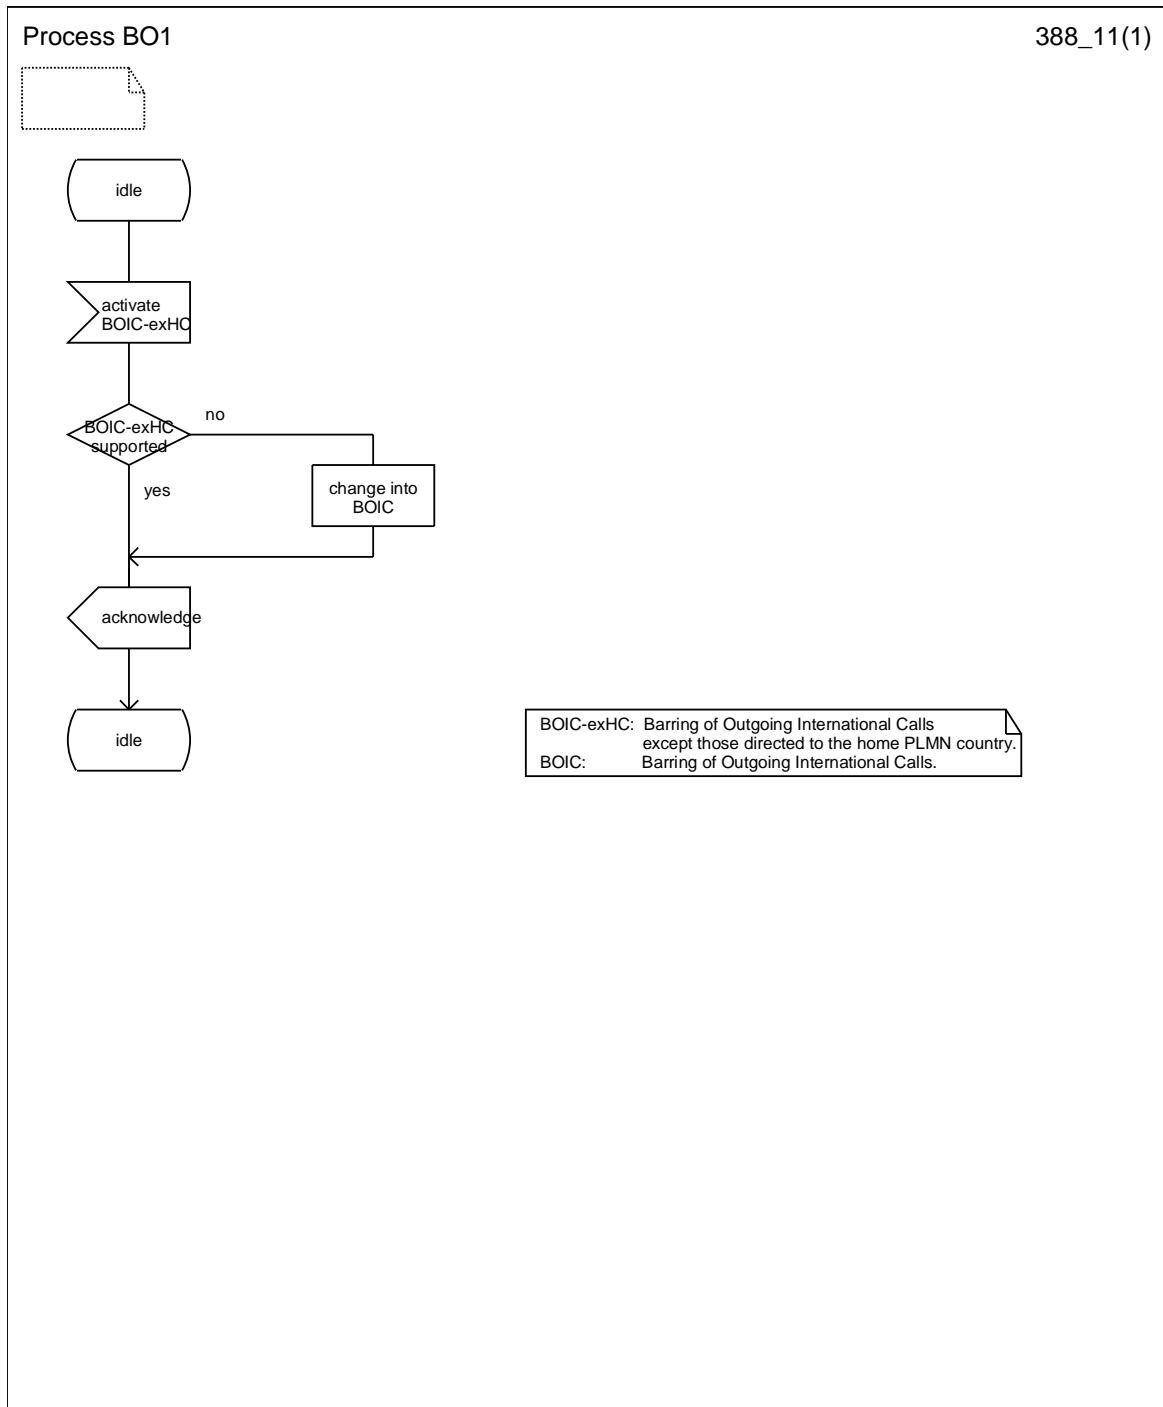 Process BO1
388_11(1)
idle
activate
BOIC-exHC
BOIC-exHC
supported
no
yes
change into
BOIC
acknowledge
idle
BOIC-exHC: Barring of Outgoing International Calls
except those directed to the home PLMN country.
BOIC: Barring of Outgoing International Calls.